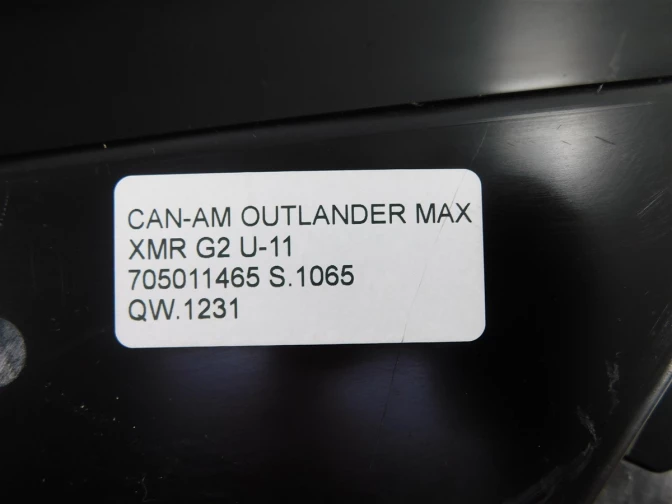 CAN-AM OUTLANDER MAX
XMR G2 U-11
705011465 S.1065
QW.1231